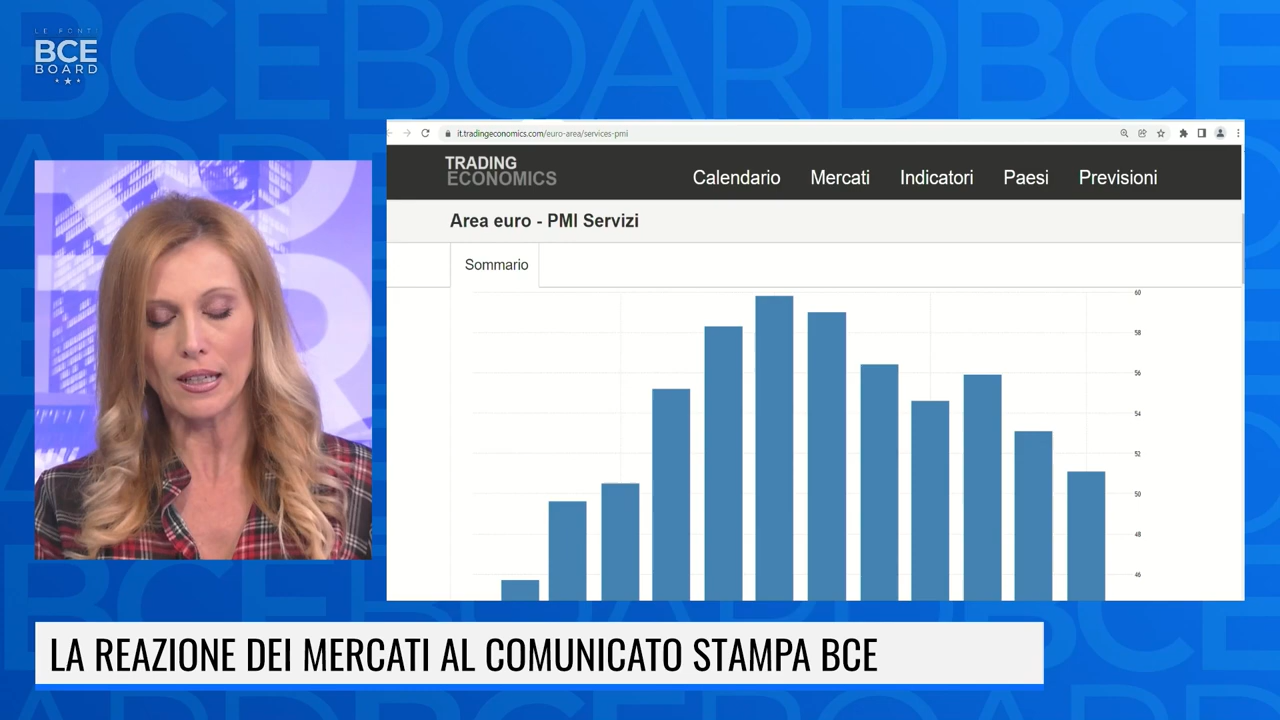 LE FONTI
BCE
BOARD
BCEBOARDBCE
it.tradingeconomics.com/euro-area/services-pmi
TRADING
ECONOMICS
Calendario Mercati Indicatori Paesi Previsioni
Area euro - PMI Servizi
Sommario
60
58
56
54
52
50
48
46
LA REAZIONE DEI MERCATI AL COMUNICATO STAMPA BCE